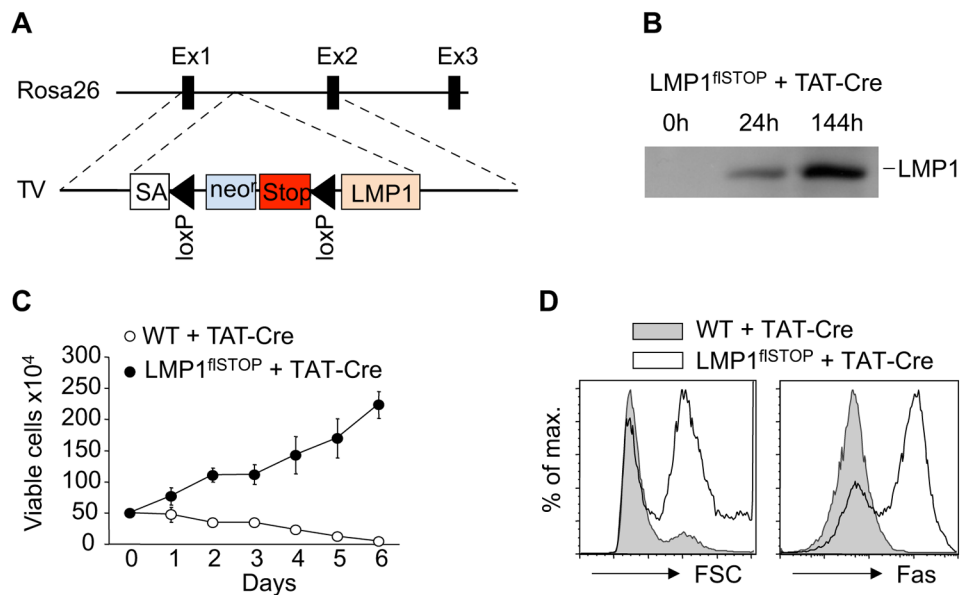 A
Ex1 Ex2 Ex3
Rosa26
TV
SA neoʳ Stop LMP1
loxP loxP
B
LMP1ᶠˡˢᵀᴼᴾ + TAT-Cre
0h 24h 144h
LMP1
C
WT + TAT-Cre
LMP1ᶠˡˢᵀᴼᴾ + TAT-Cre
Viable cells x10⁴
300
250
200
150
100
50
0
0 1 2 3 4 5 6
Days
D
WT + TAT-Cre
LMP1ᶠˡˢᵀᴼᴾ + TAT-Cre
% of max.
FSC Fas